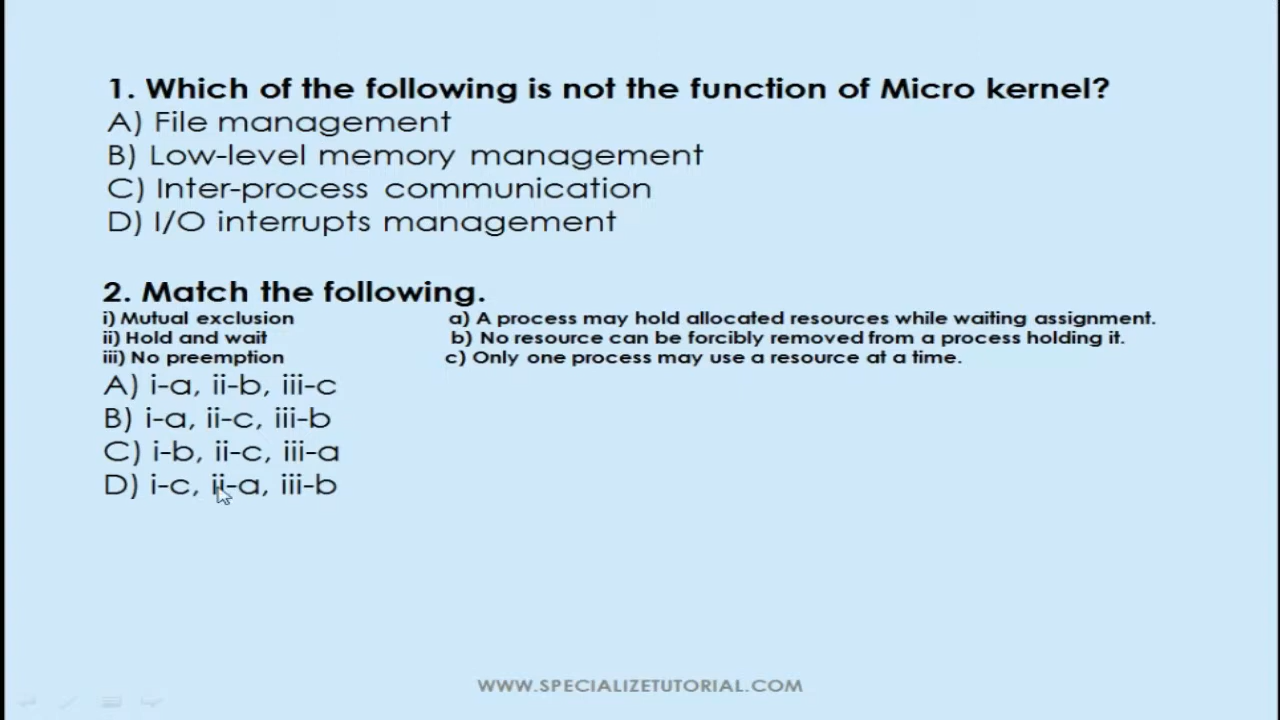 1. Which of the following is not the function of Micro kernel?
A) File management
B) Low-level memory management
C) Inter-process communication
D) I/O interrupts management
2. Match the following.
i) Mutual exclusion a) A process may hold allocated resources while waiting assignment.
ii) Hold and wait b) No resource can be forcibly removed from a process holding it.
iii) No preemption c) Only one process may use a resource at a time.
A) i-a, ii-b, iii-c
B) i-a, ii-c, iii-b
C) i-b, ii-c, iii-a
D) i-c, ii-a, iii-b
WWW.SPECIALIZETUTORIAL.COM